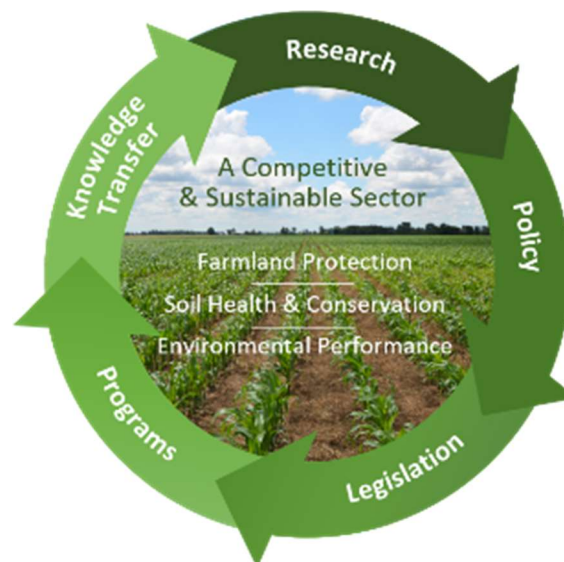 Research
Policy
Legislation
Programs
Knowledge
Transfer
A Competitive
& Sustainable Sector
Farmland Protection
Soil Health & Conservation
Environmental Performance